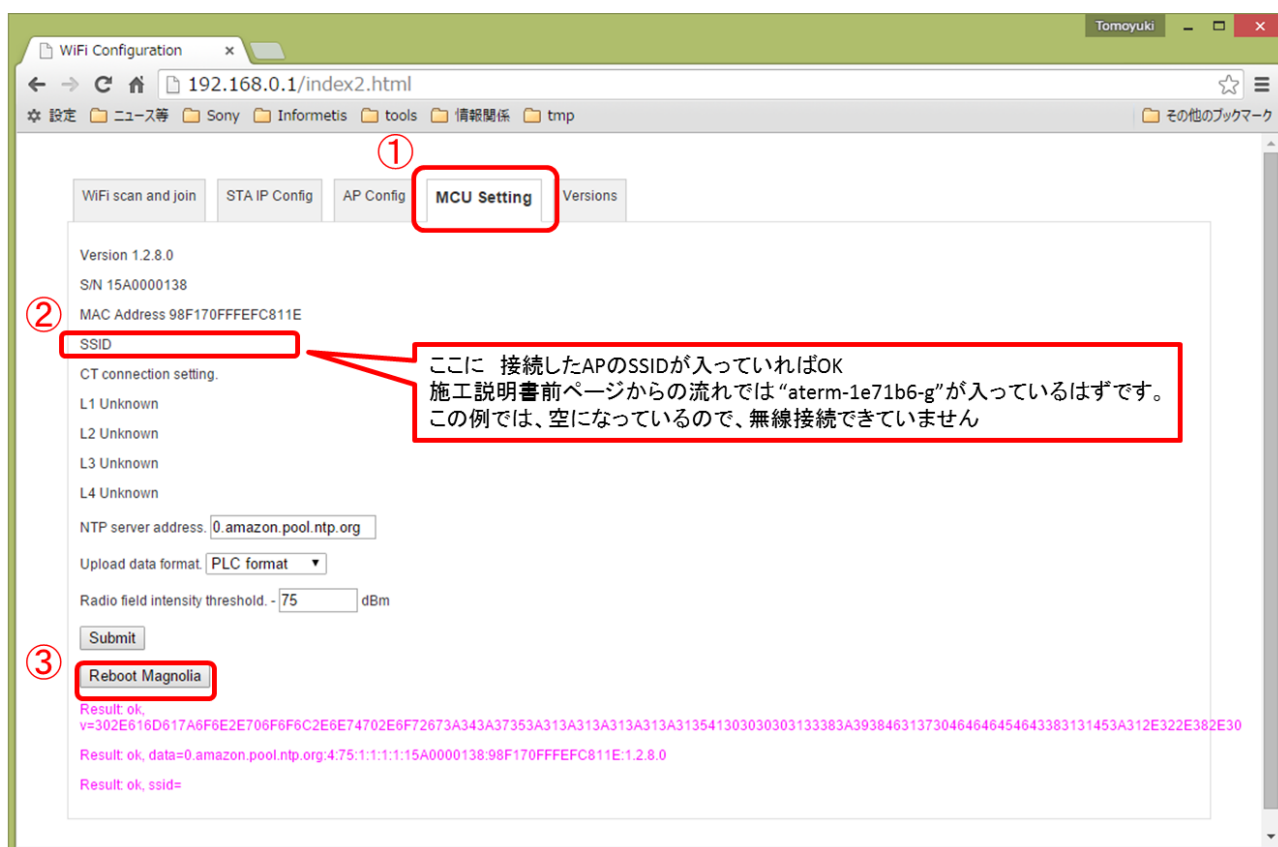 Tomoyuki
WiFi Configuration
192.168.0.1/index2.html
設定 ニュース等 Sony Informetis tools 情報関係 tmp その他のブックマーク
①
WiFi scan and join STA IP Config AP Config MCU Setting Versions
Version 1.2.8.0
S/N 15A0000138
②
MAC Address 98F170FFFEFC811E
SSID
ここに 接続したAPのSSIDが入っていればOK
施工説明書前ページからの流れでは “aterm-1e71b6-g”が入っているはずです。
この例では、空になっているので、無線接続できていません
CT connection setting.
L1 Unknown
L2 Unknown
L3 Unknown
L4 Unknown
NTP server address. 0.amazon.pool.ntp.org
Upload data format. PLC format
Radio field intensity threshold. - 75 dBm
Submit
③
Reboot Magnolia
Result: ok,
v=302E616D617A6F6E2E706F6F6C2E6E74702E6F72673A343A37353A313A313A313A313A313541303030303133383A393846313730464646454643383131453A312E322E382E30
Result: ok, data=0.amazon.pool.ntp.org:4:75:1:1:1:1:15A0000138:98F170FFFEFC811E:1.2.8.0
Result: ok, ssid=